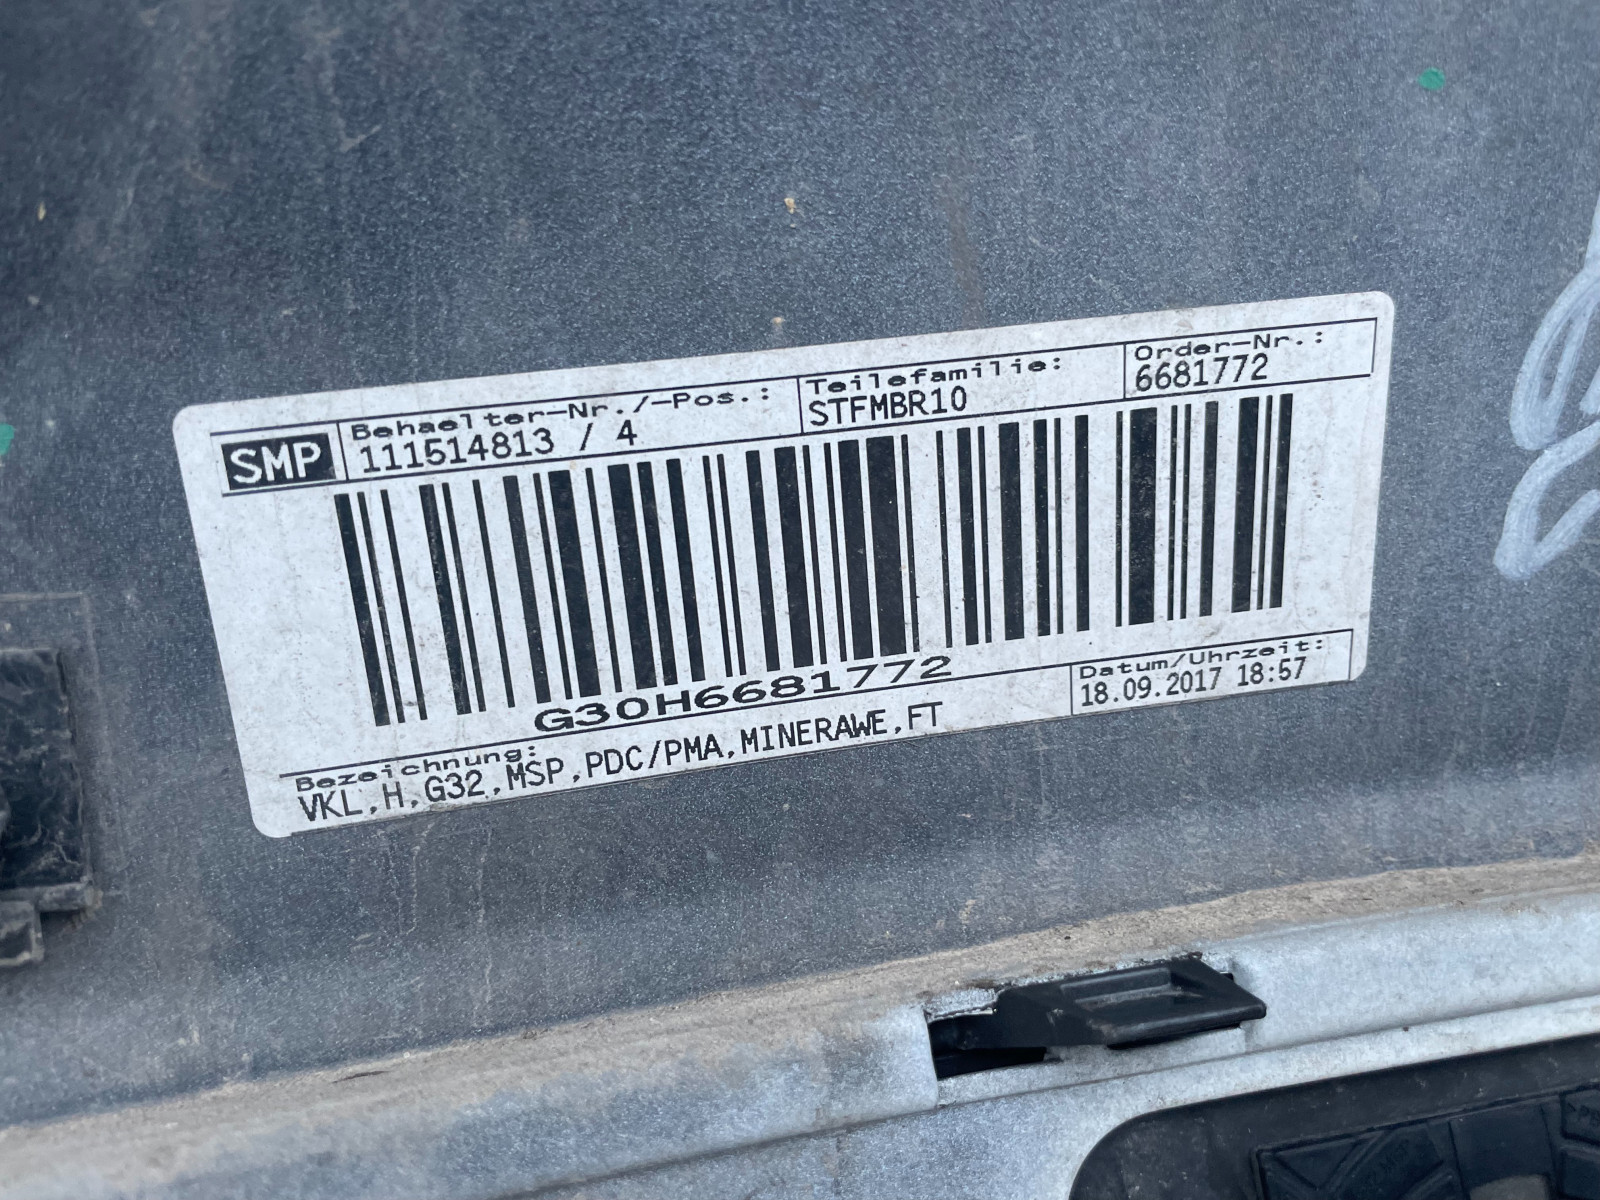 SMP
Behaelter-Nr./-Pos.:
111514813 / 4
Teilefamilie:
STFMBR10
Order-Nr.:
6681772
G30H6681772
Datum/Uhrzeit:
18.09.2017 18:57
Bezeichnung:
VKL,H,G32,MSP,PDC/PMA,MINERAWE,FT